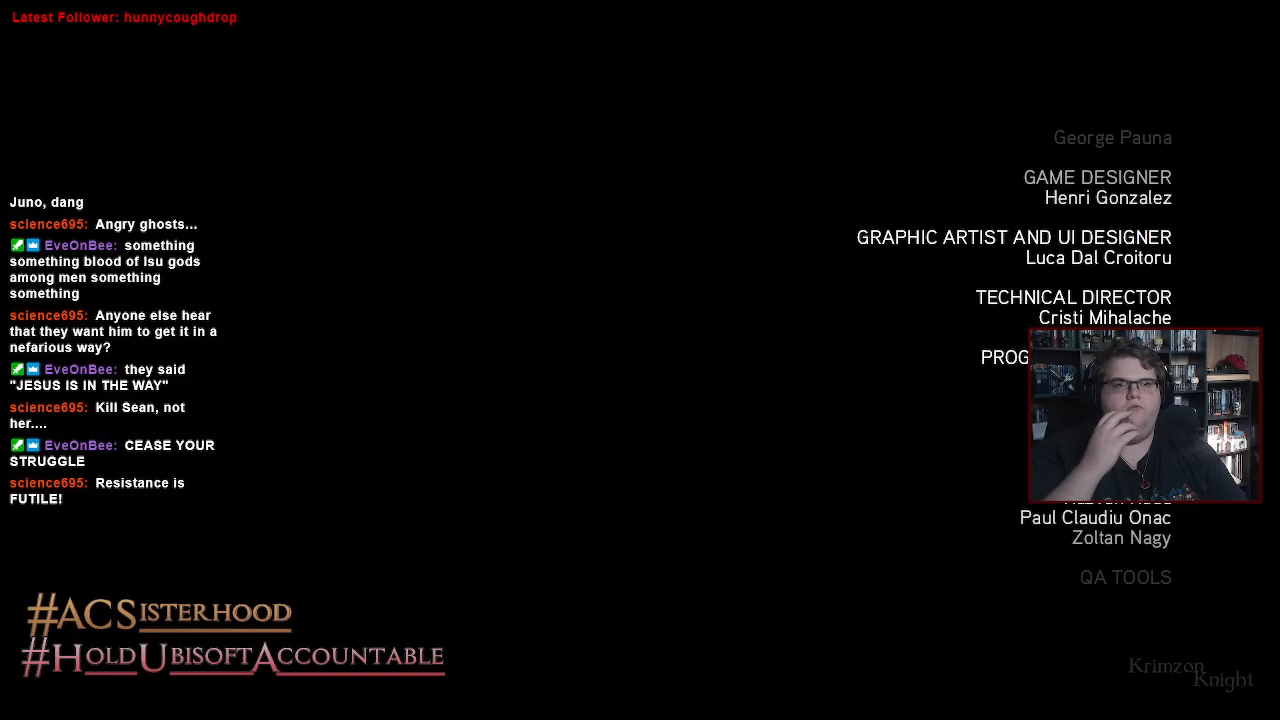 Latest Follower: hunnycoughdrop
Juno, dang
science695: Angry ghosts...
EveOnBee: something
something blood of Isu gods
among men something
something
science695: Anyone else hear
that they want him to get it in a
nefarious way?
EveOnBee: they said
"JESUS IS IN THE WAY"
science695: Kill Sean, not
her....
EveOnBee: CEASE YOUR
STRUGGLE
science695: Resistance is
FUTILE!
#ACSISTERHOOD
#HOLDUBISOFTACCOUNTABLE
George Pauna
GAME DESIGNER
Henri Gonzalez
GRAPHIC ARTIST AND UI DESIGNER
Luca Dal Croitoru
TECHNICAL DIRECTOR
Cristi Mihalache
PROG
Paul Claudiu Onac
Zoltan Nagy
QA TOOLS
Krimzon
Knight